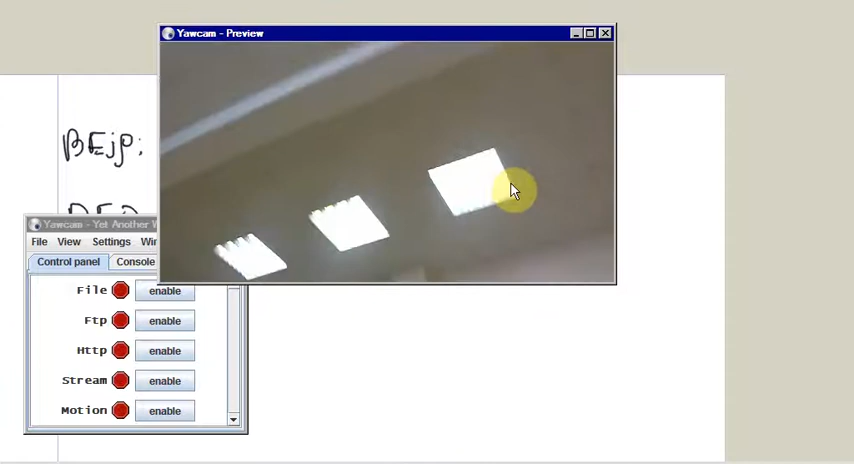 Yawcam - Preview
BEjp:
Yawcam - Yet Another W
File View Settings Win
Control panel Console
File enable
Ftp enable
Http enable
Stream enable
Motion enable